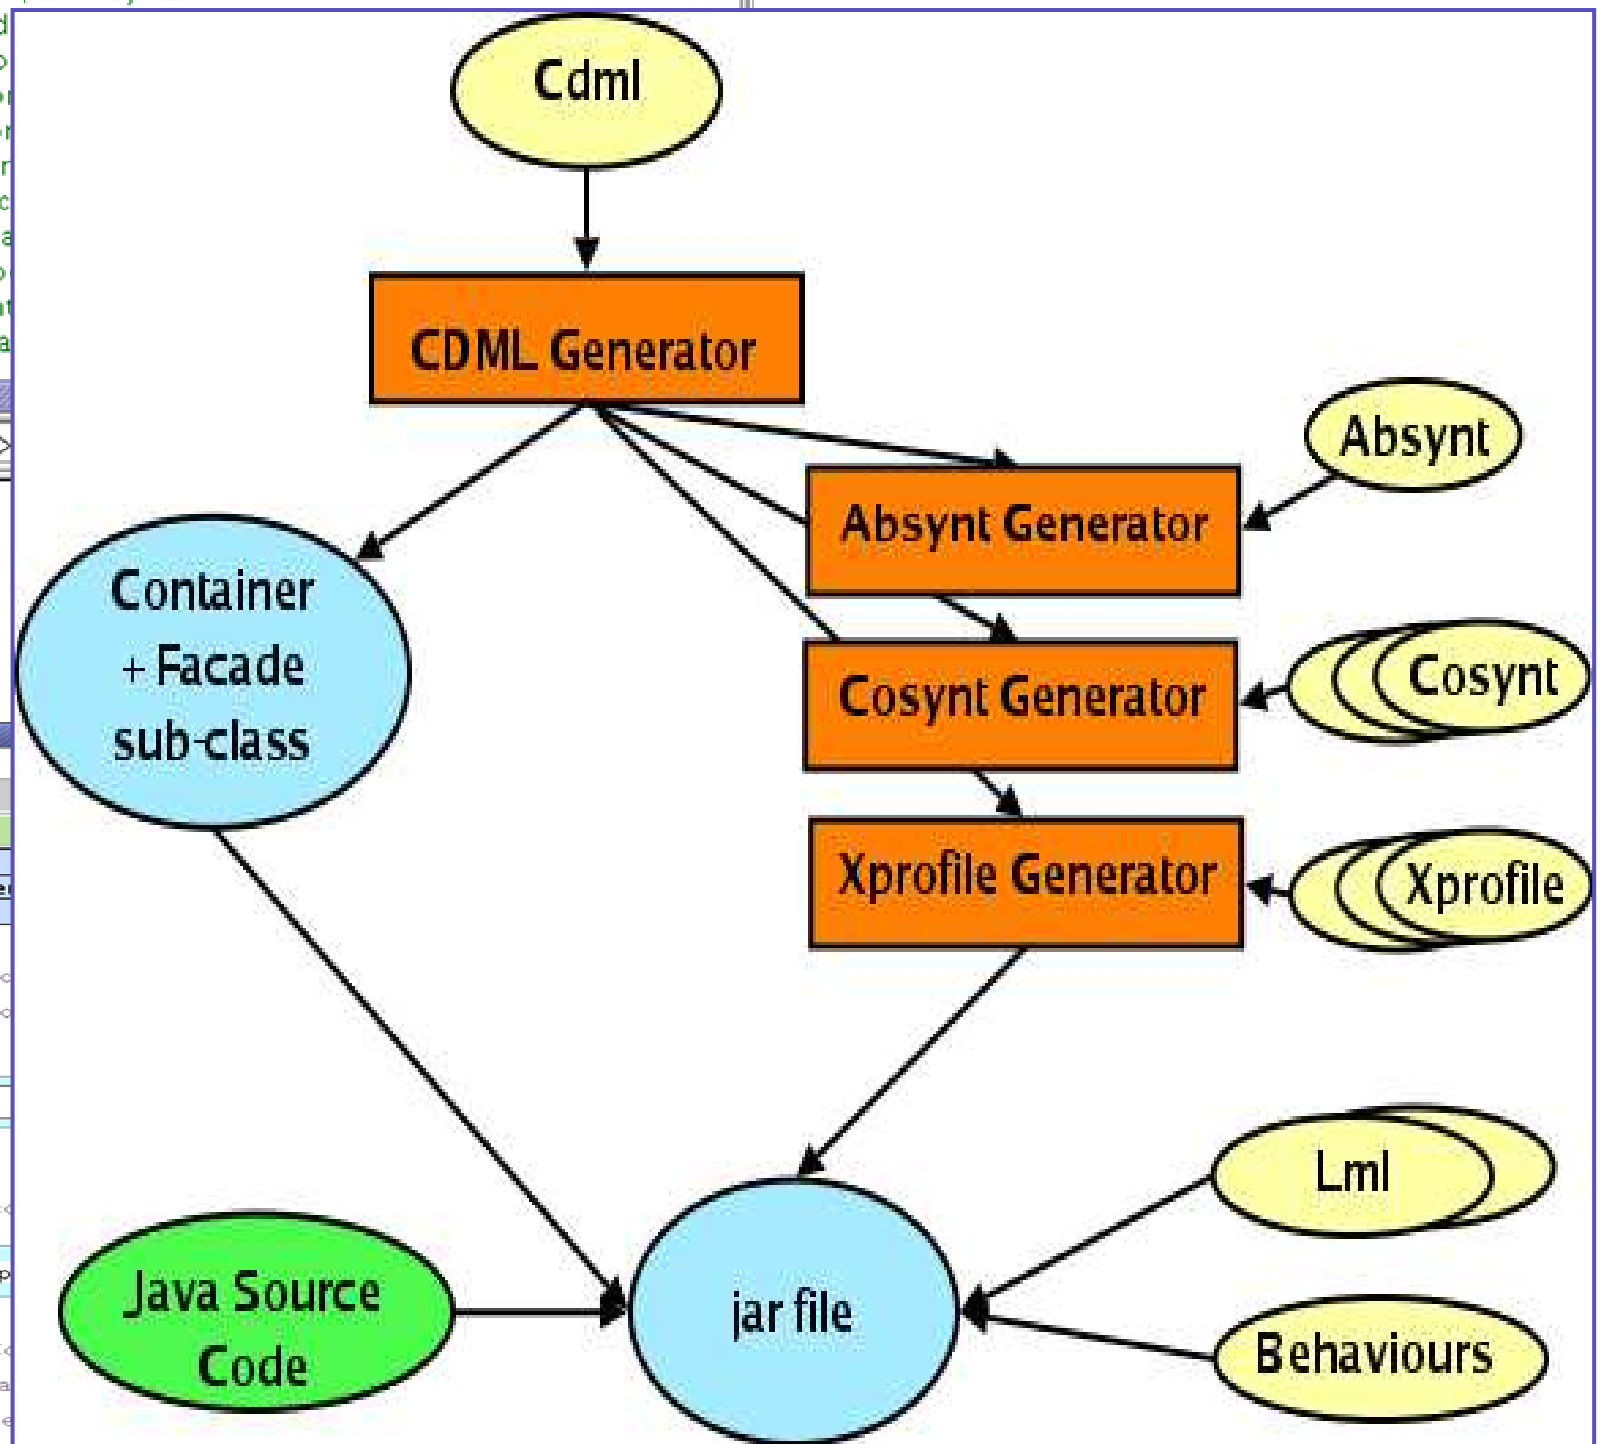 Cdml
CDML Generator
Absynt
Absynt Generator
Container
+ Facade
sub-class
Cosynt Generator
Cosynt
Xprofile Generator
Xprofile
Lml
Java Source
Code
jar file
Behaviours